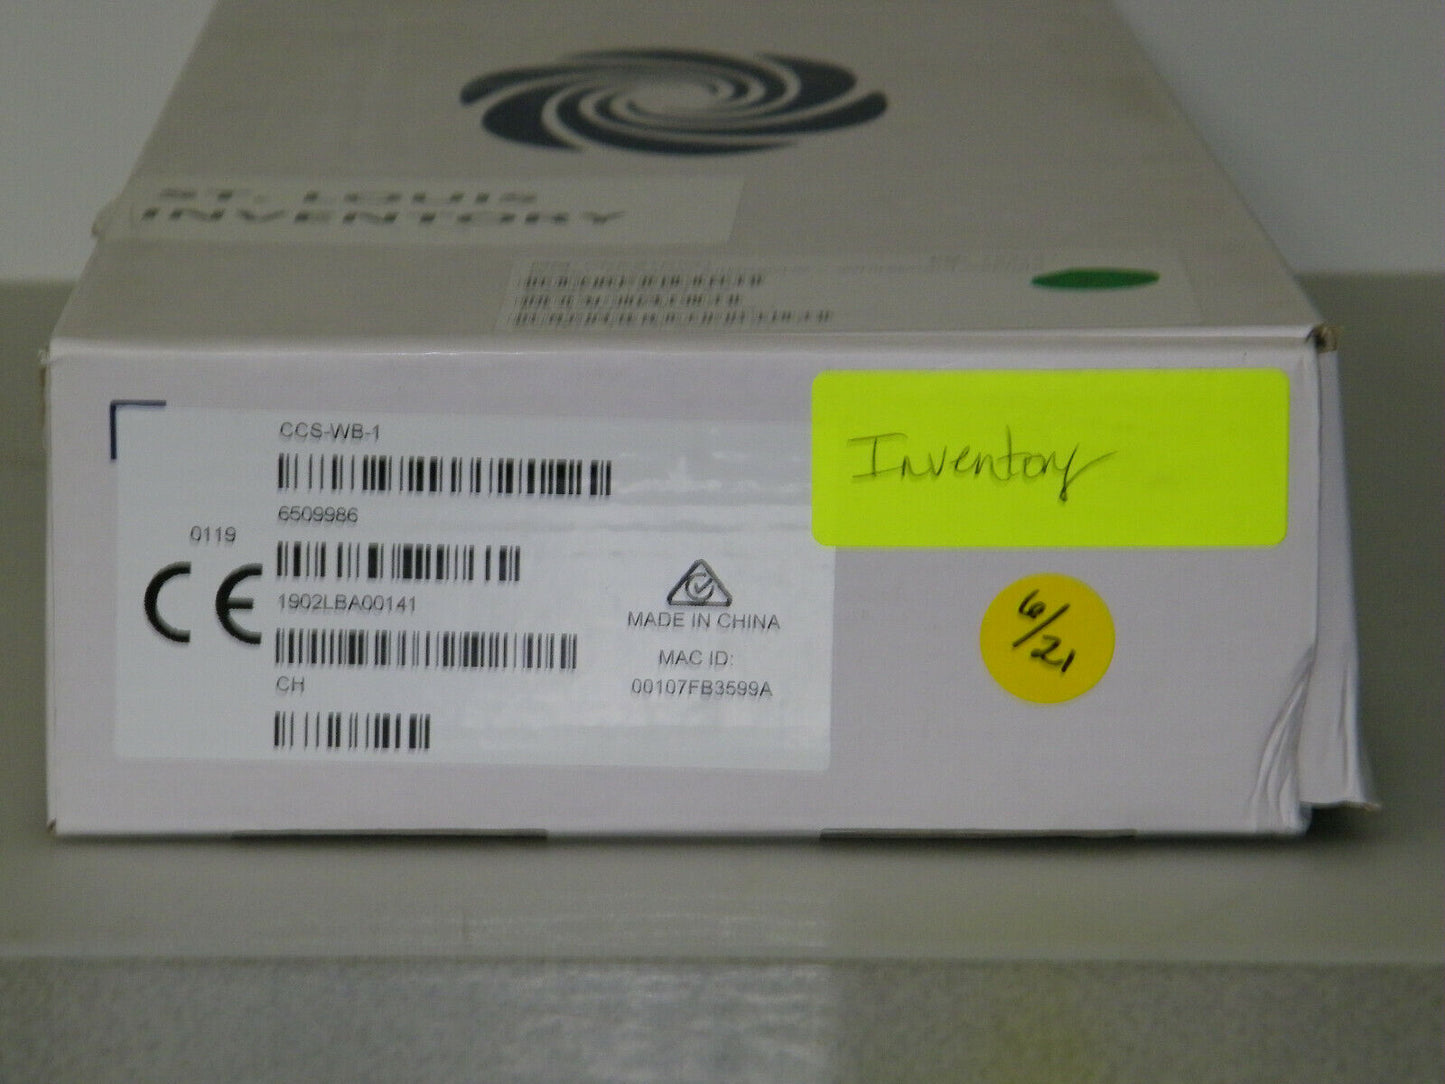 ST. LOUIS
INVENTORY
CCS-WB-1
6509986
0119
CE
1902LBA00141
CH
MADE IN CHINA
MAC ID:
00107FB3599A
Inventory
6/21